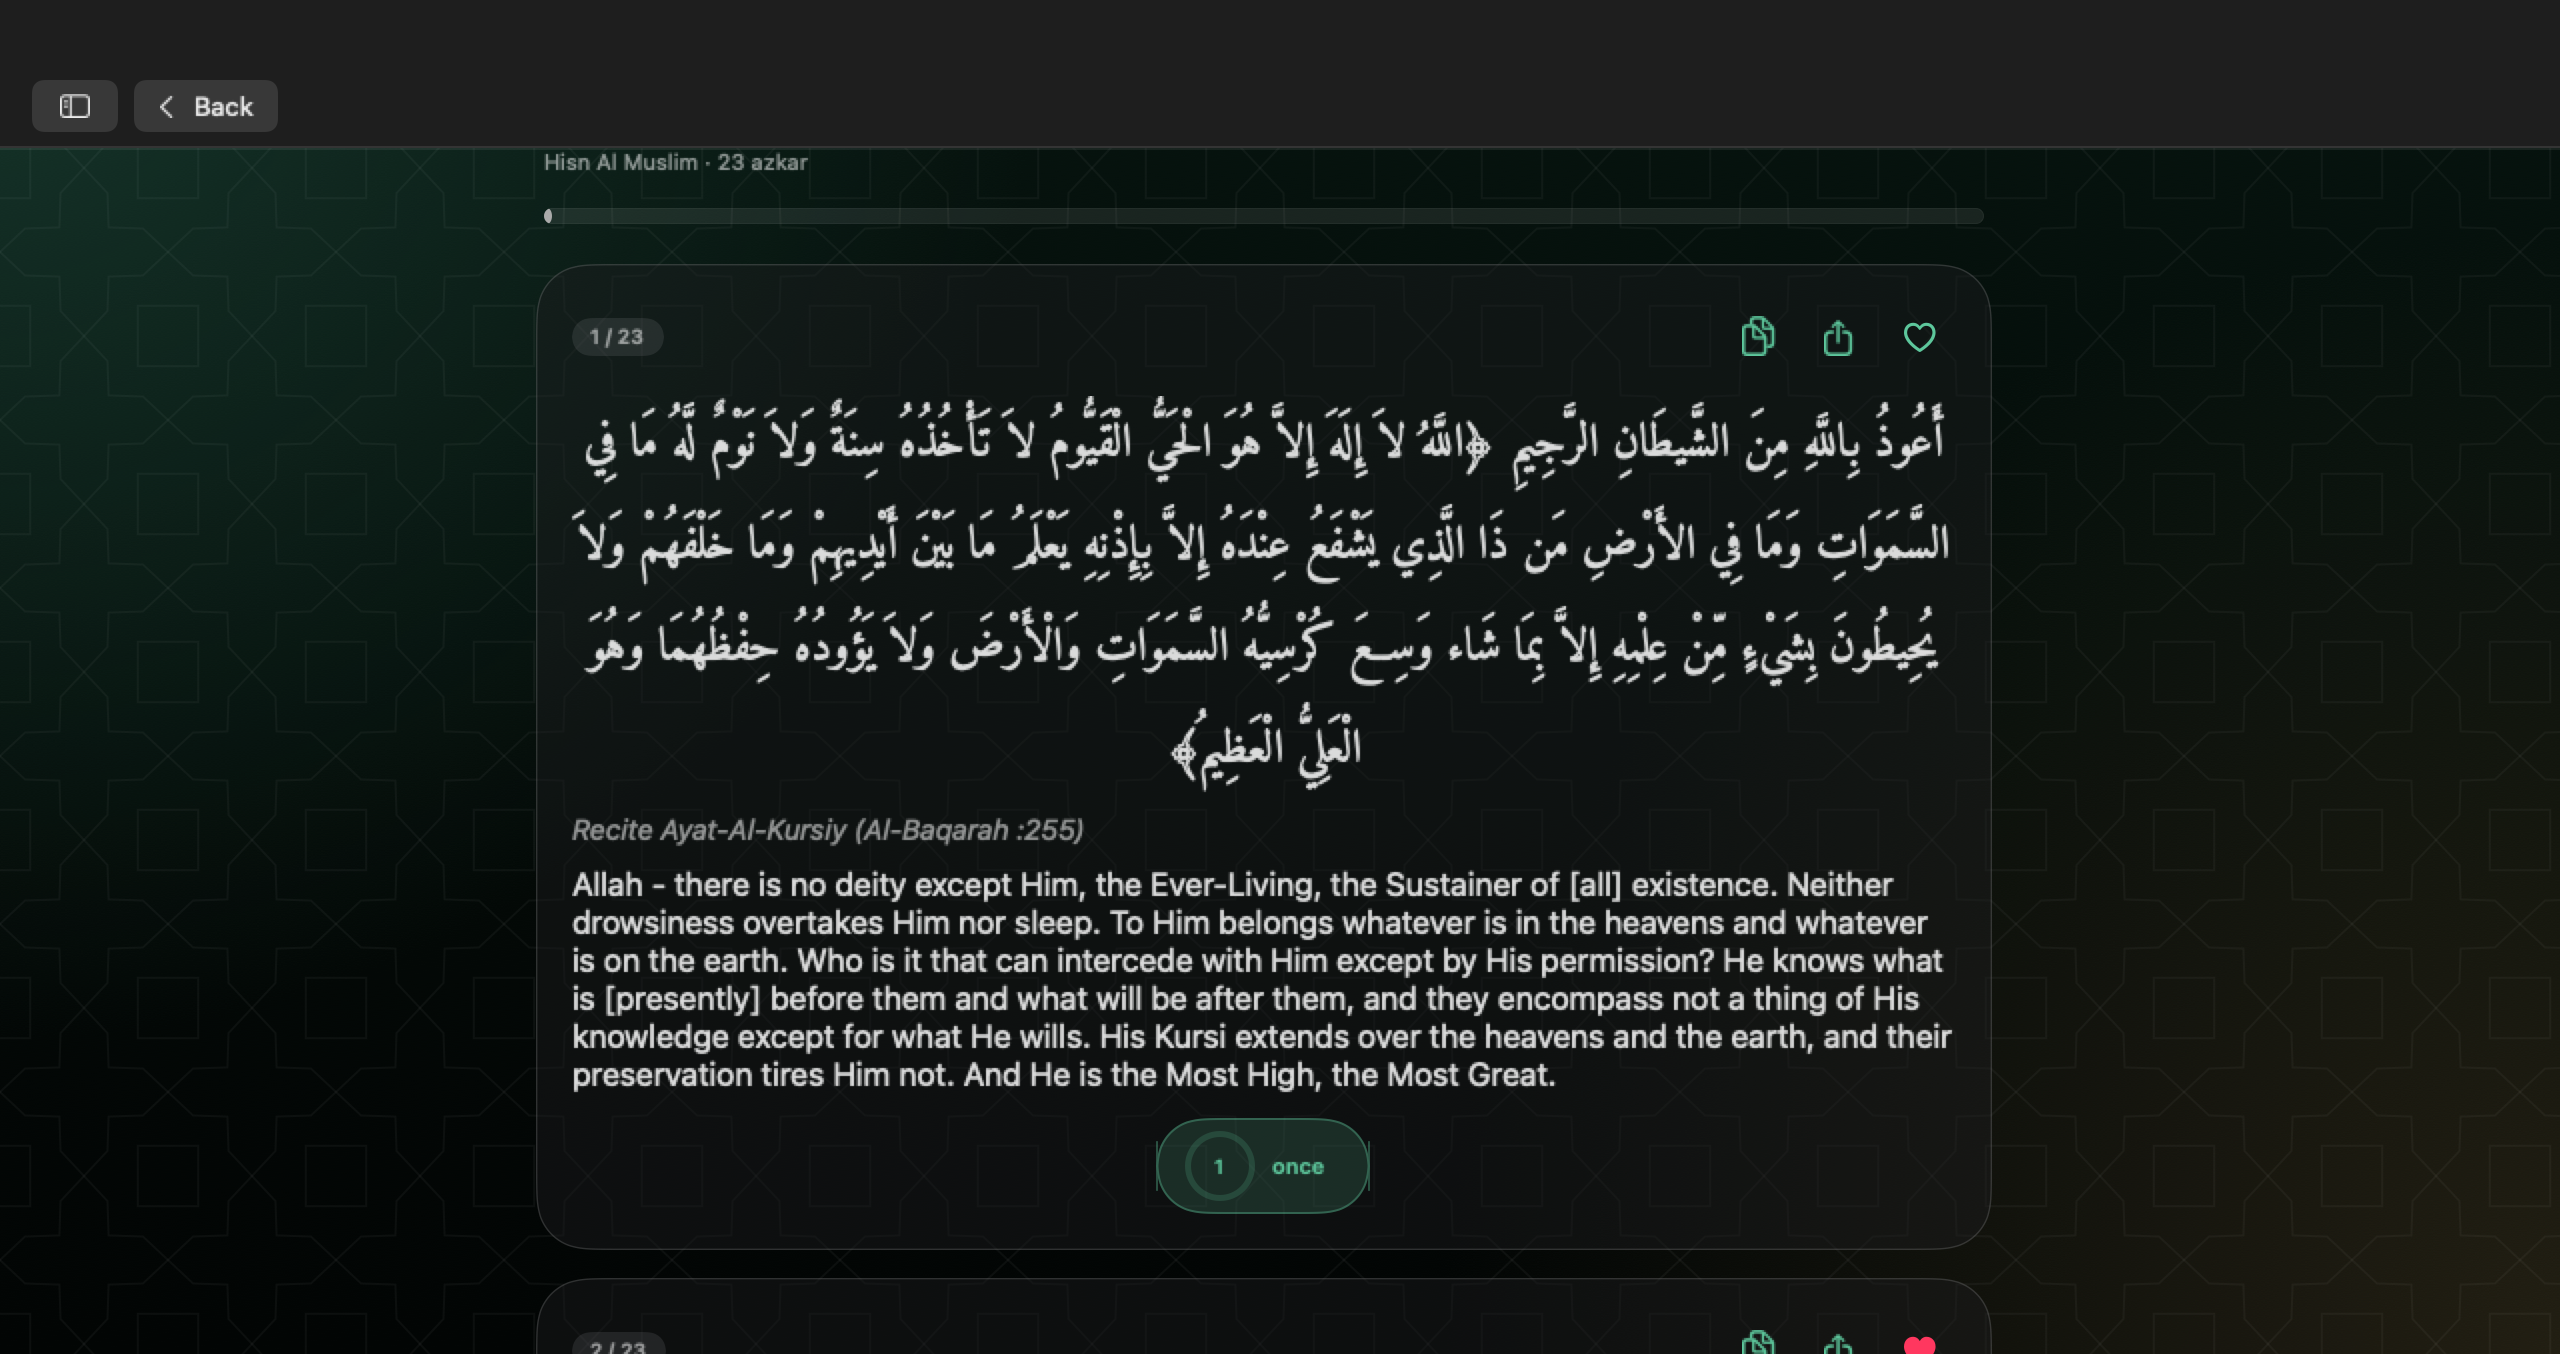 Back
Hisn Al Muslim · 23 azkar
1 / 23
أَعُوذُ بِاللَّهِ مِنَ الشَّيطَانِ الرَّجِيمِ ﴿اللَّهُ لاَ إِلَهَ إِلاَّ هُوَ الْحَيُّ الْقَيُّومُ لاَ تَأْخُذُهُ سِنَةٌ وَلاَ نَوْمٌ لَّهُ مَا فِي
السَّمَوَاتِ وَمَا فِي الأَرْضِ مَن ذَا الَّذِي يَشْفَعُ عِنْدَهُ إِلاَّ بِإِذْنِهِ يَعْلَمُ مَا بَيْنَ أَيْدِيهِمْ وَمَا خَلْفَهُمْ وَلاَ
يُحِيطُونَ بِشَيْءٍ مِّنْ عِلْمِهِ إِلاَّ بِمَا شَاء وَسِعَ كُرْسِيُّهُ السَّمَوَاتِ وَالْأَرْضَ وَلاَ يَؤُودُهُ حِفْظُهُمَا وَهُوَ
الْعَلِيُّ الْعَظِيمُ﴾
Recite Ayat-Al-Kursiy (Al-Baqarah :255)
Allah - there is no deity except Him, the Ever-Living, the Sustainer of [all] existence. Neither
drowsiness overtakes Him nor sleep. To Him belongs whatever is in the heavens and whatever
is on the earth. Who is it that can intercede with Him except by His permission? He knows what
is [presently] before them and what will be after them, and they encompass not a thing of His
knowledge except for what He wills. His Kursi extends over the heavens and the earth, and their
preservation tires Him not. And He is the Most High, the Most Great.
1 once
2 / 23